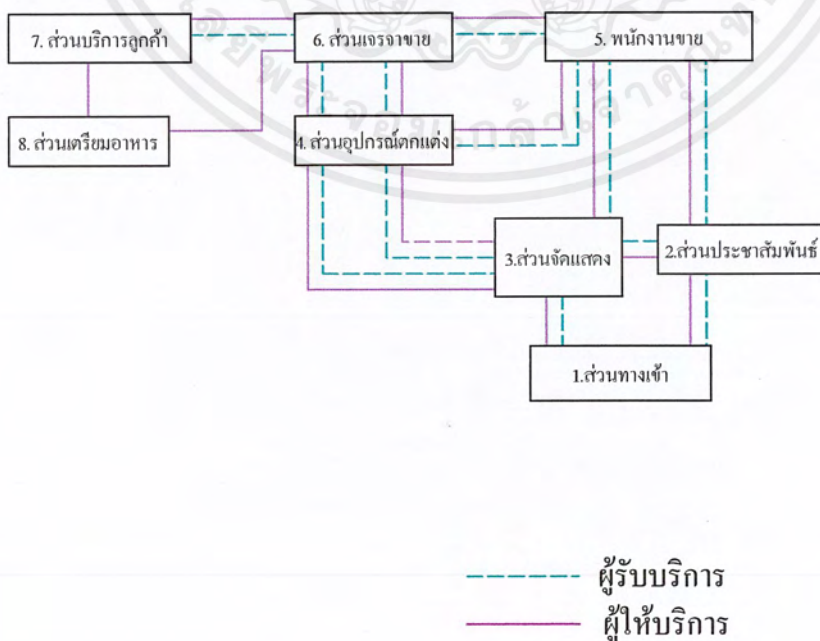 7. ส่วนบริการลูกค้า
6. ส่วนเจรจาขาย
5. พนักงานขาย
8. ส่วนเตรียมอาหาร
4. ส่วนอุปกรณ์ตกแต่ง
3.ส่วนจัดแสดง
2.ส่วนประชาสัมพันธ์
1.ส่วนทางเข้า
ผู้รับบริการ
ผู้ให้บริการ